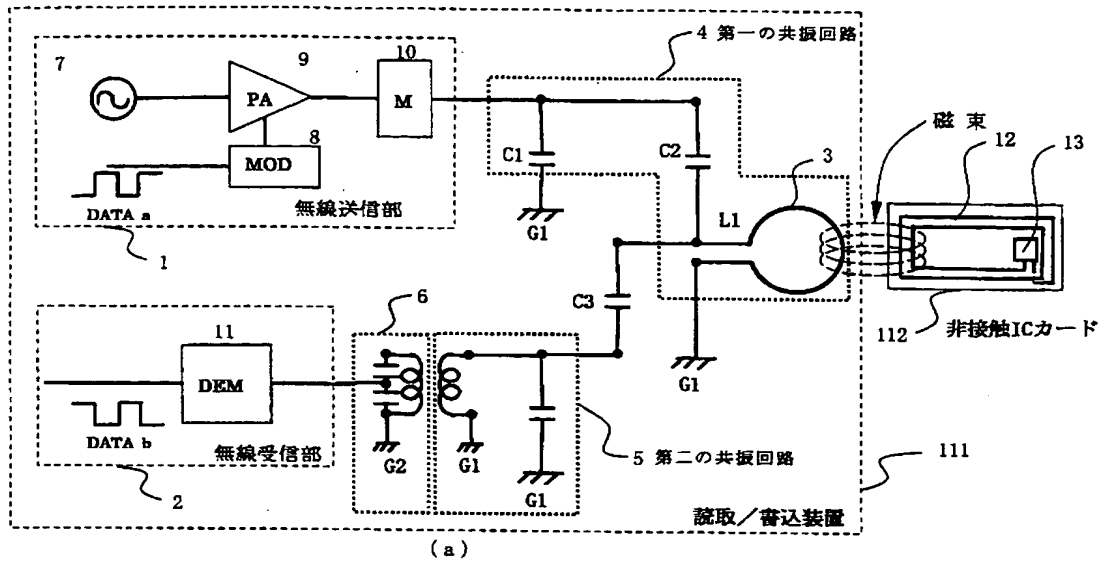 4 第一の共振回路
10
7
9
PA
M
8
MOD
C1
C2
3
磁束
12
13
DATA a
無線送信部
G1
L1
1
6
C3
112
非接触ICカード
11
DEM
G1
DATA b
無線受信部
G2
G1
G1
5 第二の共振回路
111
2
読取/書込装置
(a)